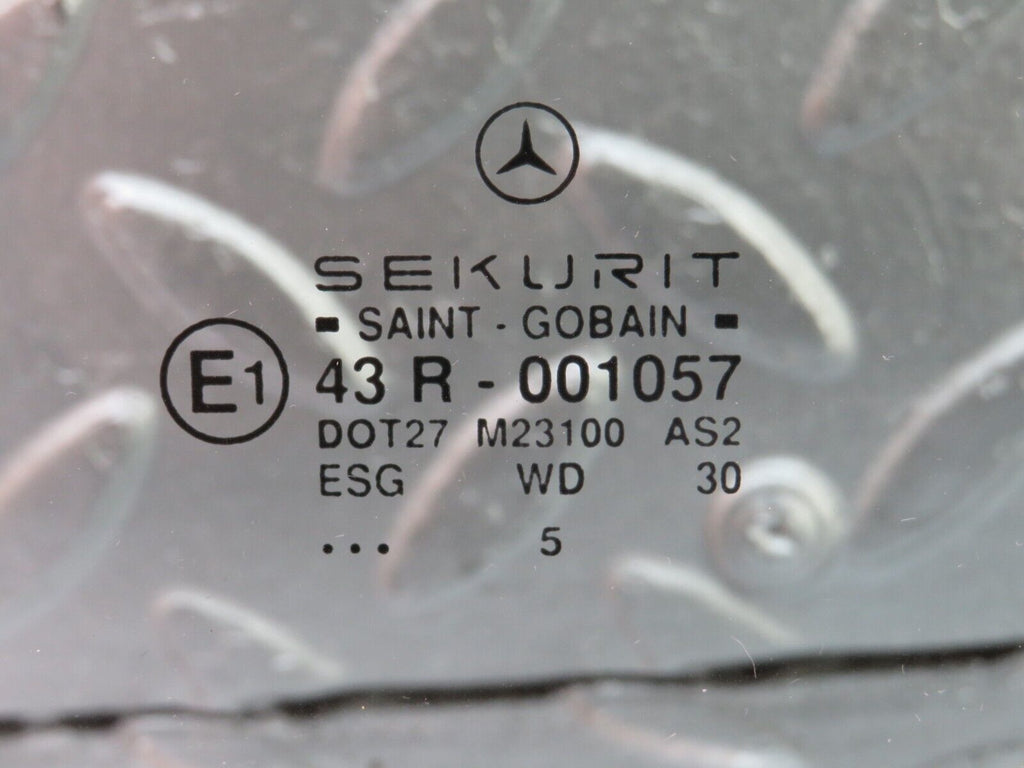 SEKURIT
SAINT - GOBAIN
E1 43 R - 001057
DOT27 M23100 AS2
ESG WD 30
... 5